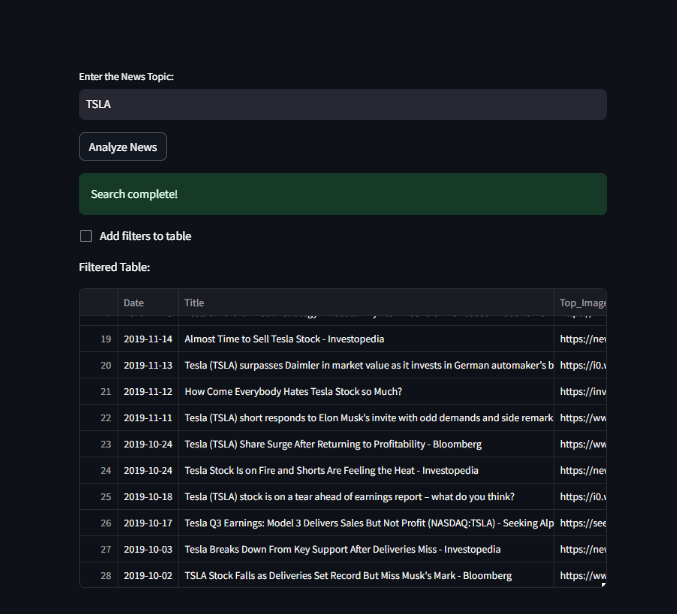 Enter the News Topic:
TSLA
Analyze News
Search complete!
Add filters to table
Filtered Table:
Date Title Top_Image
19 2019-11-14 Almost Time to Sell Tesla Stock - Investopedia https://nev
20 2019-11-13 Tesla (TSLA) surpasses Daimler in market value as it invests in German automaker's b https://i0.v
21 2019-11-12 How Come Everybody Hates Tesla Stock so Much? https://inv
22 2019-11-11 Tesla (TSLA) short responds to Elon Musk's invite with odd demands and side remark https://ww
23 2019-10-24 Tesla (TSLA) Share Surge After Returning to Profitability - Bloomberg https://ww
24 2019-10-24 Tesla Stock Is on Fire and Shorts Are Feeling the Heat - Investopedia https://nev
25 2019-10-18 Tesla (TSLA) stock is on a tear ahead of earnings report – what do you think? https://i0.v
26 2019-10-17 Tesla Q3 Earnings: Model 3 Delivers Sales But Not Profit (NASDAQ:TSLA) - Seeking Alp https://see
27 2019-10-03 Tesla Breaks Down From Key Support After Deliveries Miss - Investopedia https://nev
28 2019-10-02 TSLA Stock Falls as Deliveries Set Record But Miss Musk's Mark - Bloomberg https://ww